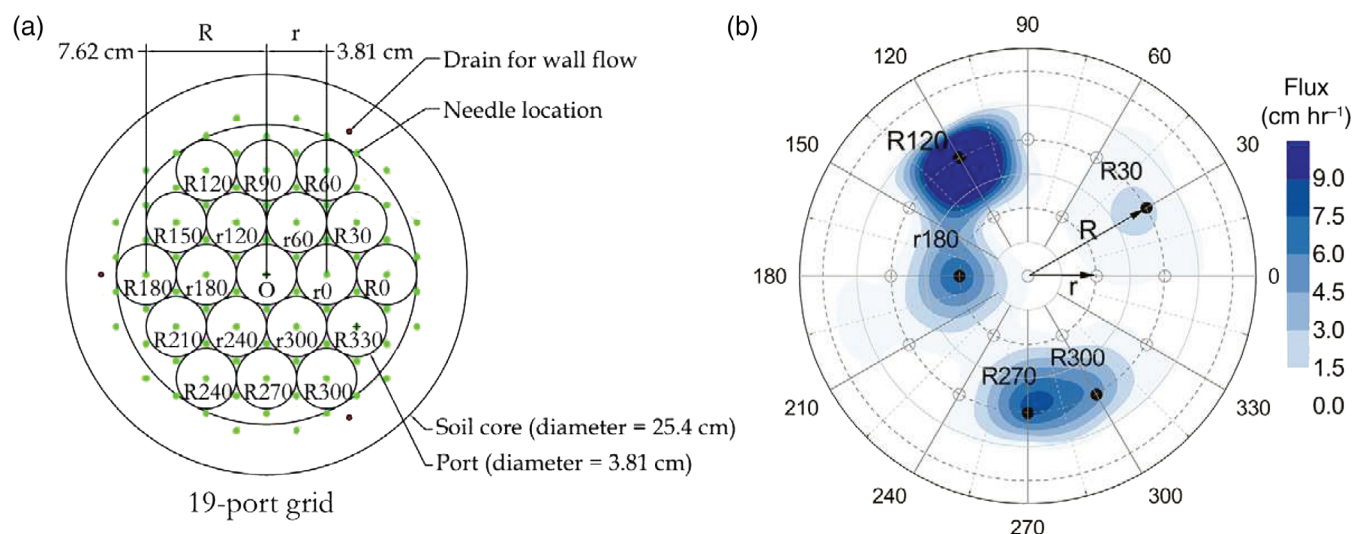 (a)
R
r
7.62 cm
3.81 cm
Drain for wall flow
Needle location
R120 R90 R60
R150 r120 r60 R30
R180 r180 O r0 R0
R210 r240 r300 R330
R240 R270 R300
Soil core (diameter = 25.4 cm)
Port (diameter = 3.81 cm)
19-port grid
(b)
90
120
60
150
30
180
0
210
330
240
300
270
R120
R30
r180
R
r
R300
R270
Flux
(cm hr⁻¹)
9.0
7.5
6.0
4.5
3.0
1.5
0.0